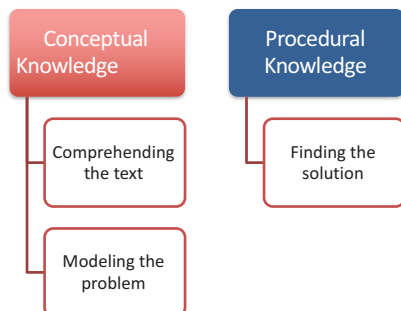 Conceptual
Knowledge
Comprehending
the text
Modeling the
problem
Procedural
Knowledge
Finding the
solution